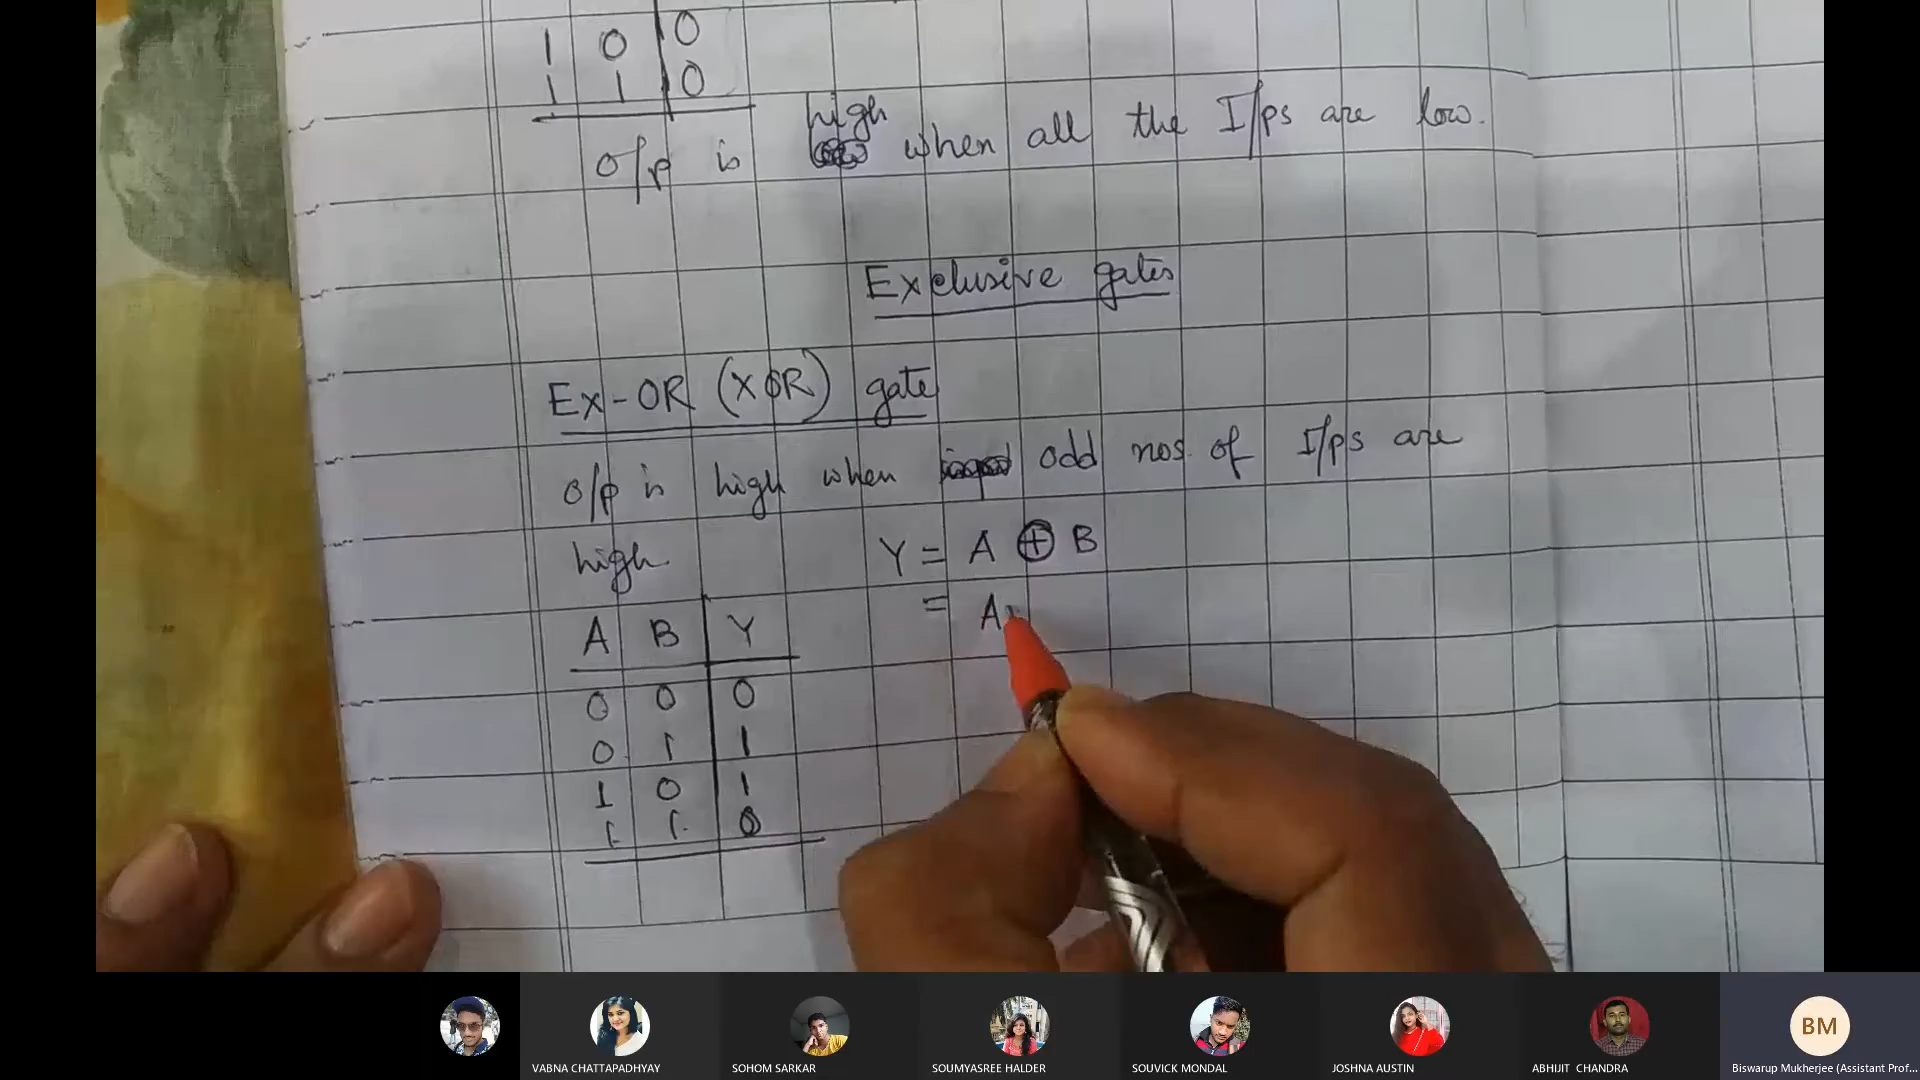 1 0 0
1 1 0
O/p is high when all the I/ps are low.
Exclusive gates
Ex-OR (XOR) gate
O/p is high when odd nos. of I/ps are
high
Y = A ⊕ B
= A
A B Y
0 0 0
0 1 1
1 0 1
1 1 0
VABNA CHATTAPADHYAY
SOHOM SARKAR
SOUMYASREE HALDER
SOUVICK MONDAL
JOSHNA AUSTIN
ABHIJIT CHANDRA
BM
Biswarup Mukherjee (Assistant Prof...